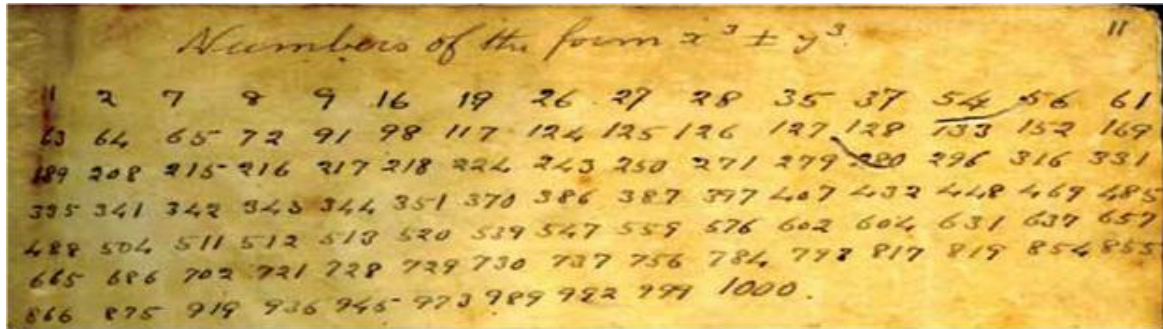 Numbers of the form x³ ± y³. 11
1 2 7 8 9 16 19 26 27 28 35 37 54 56 61
63 64 65 72 91 98 117 124 125 126 127 128 133 152 169
189 208 215 216 217 218 224 243 250 271 279 280 296 316 331
335 341 342 343 344 351 370 386 387 397 407 432 448 469 485
488 504 511 512 513 520 539 547 559 576 602 604 631 637 657
665 686 702 721 728 729 730 737 756 784 793 817 819 854 855
866 875 919 936 945 973 989 992 999 1000.